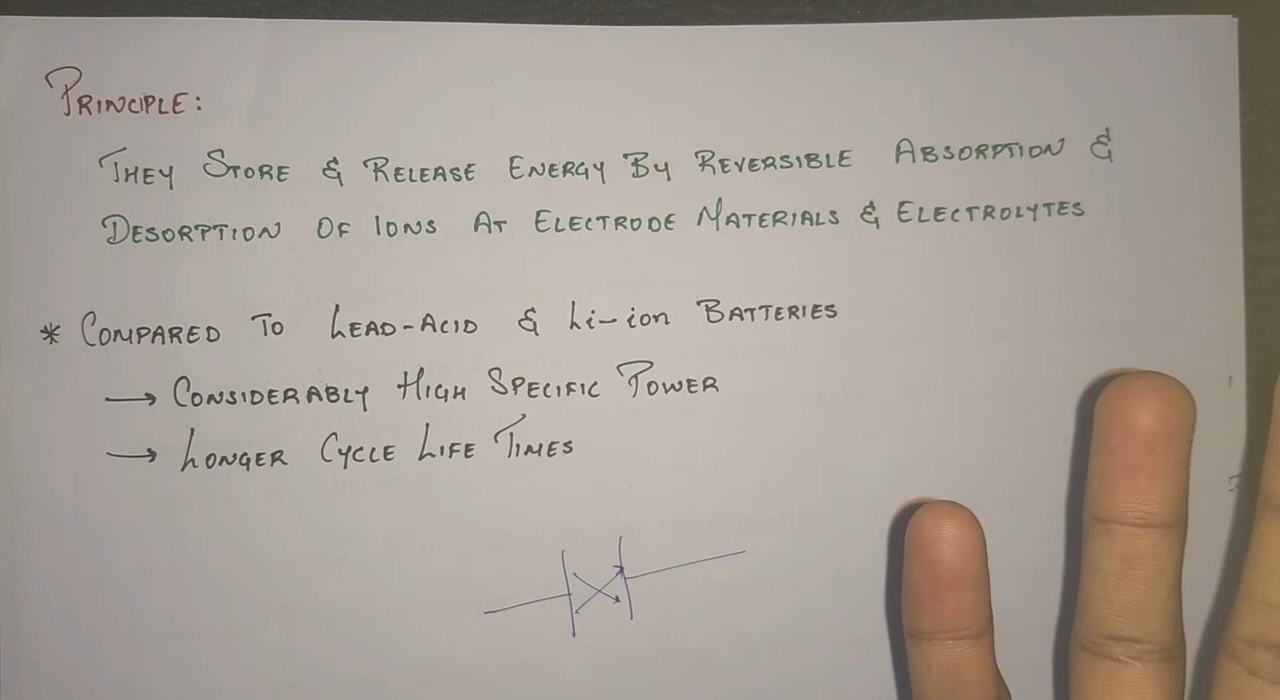 PRINCIPLE:
THEY STORE & RELEASE ENERGY BY REVERSIBLE ABSORPTION &
DESORPTION OF IONS AT ELECTRODE MATERIALS & ELECTROLYTES
* COMPARED TO LEAD-ACID & Li-ion BATTERIES
→ CONSIDERABLY HIGH SPECIFIC POWER
→ LONGER CYCLE LIFE TIMES